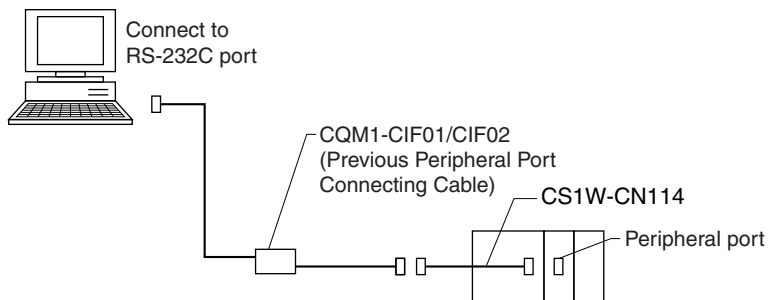 Connect to
RS-232C port
CQM1-CIF01/CIF02
(Previous Peripheral Port
Connecting Cable)
CS1W-CN114
Peripheral port